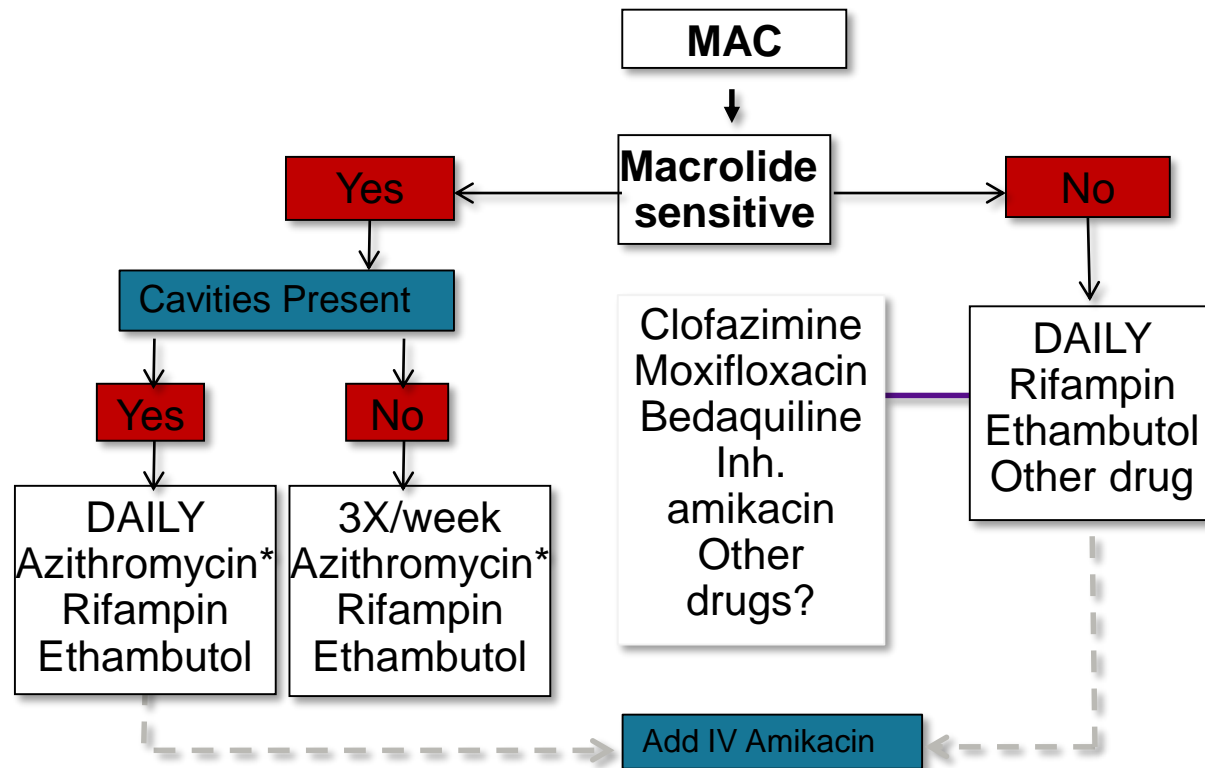 MAC
Macrolide
sensitive
Yes
No
Cavities Present
Yes
No
DAILY
Azithromycin*
Rifampin
Ethambutol
3X/week
Azithromycin*
Rifampin
Ethambutol
Clofazimine
Moxifloxacin
Bedaquiline
Inh.
amikacin
Other
drugs?
DAILY
Rifampin
Ethambutol
Other drug
Add IV Amikacin